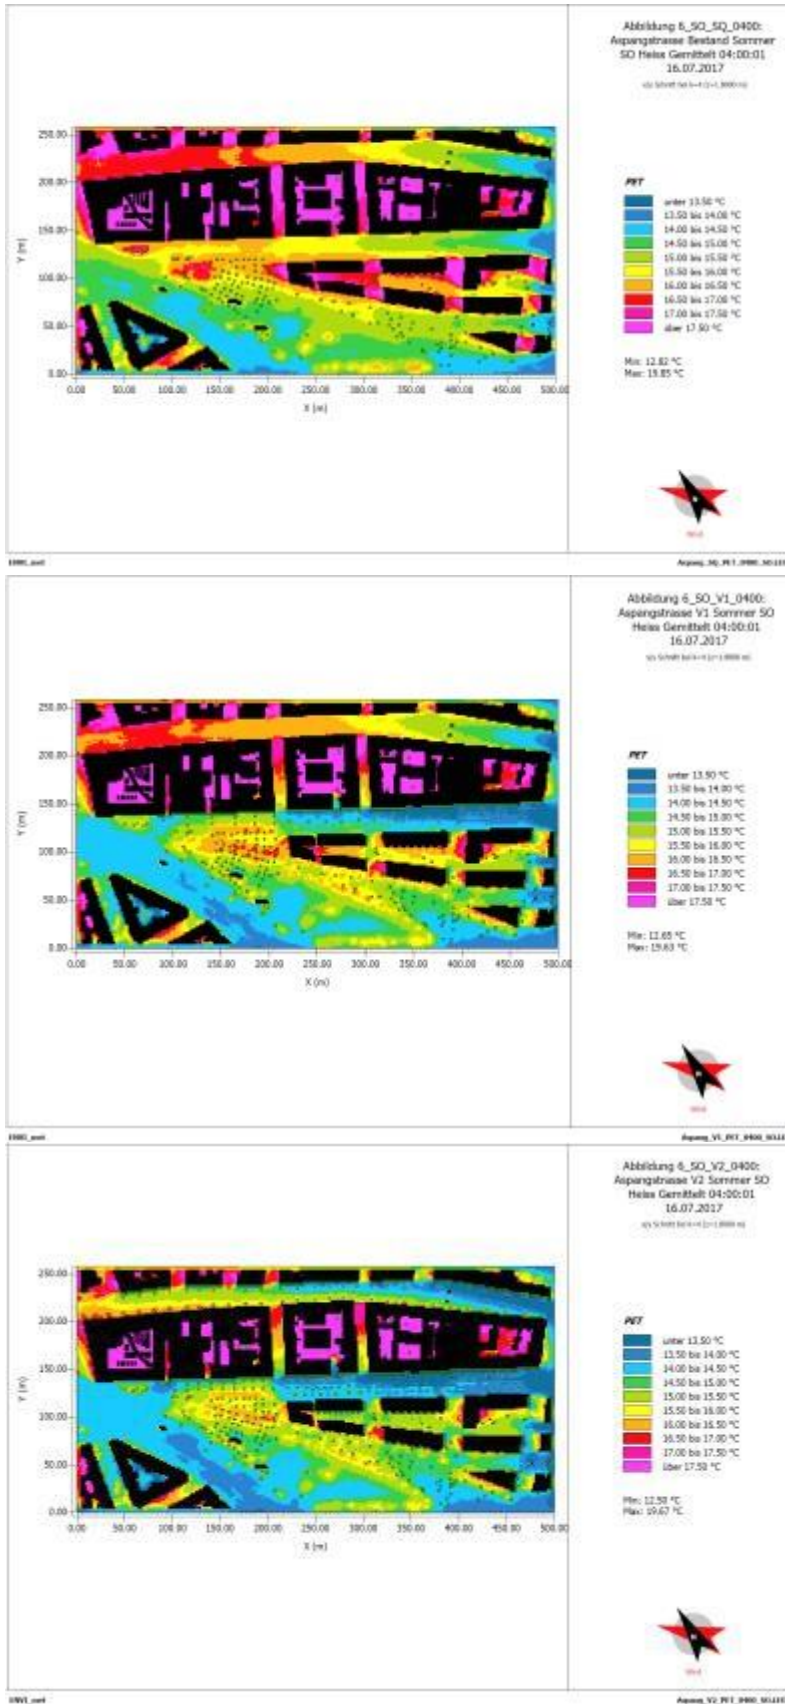 Abbildung 6_SO_SQ_0400:
Aspangstrasse Bestand Sommer
SO Heiss Gemittelt 04:00:01
16.07.2017
250.00
200.00
150.00
100.00
50.00
0.00
Y (m)
0.00 50.00 100.00 150.00 200.00 250.00 300.00 350.00 400.00 450.00 500.00
X (m)
PET
unter 13.50 °C
13.50 bis 14.00 °C
14.00 bis 14.50 °C
14.50 bis 15.00 °C
15.00 bis 15.50 °C
15.50 bis 16.00 °C
16.00 bis 16.50 °C
16.50 bis 17.00 °C
17.00 bis 17.50 °C
über 17.50 °C
Min: 12.82 °C
Max: 19.85 °C
N
Abbildung 6_SO_V1_0400:
Aspangstrasse V1 Sommer SO
Heiss Gemittelt 04:00:01
16.07.2017
250.00
200.00
150.00
100.00
50.00
0.00
Y (m)
0.00 50.00 100.00 150.00 200.00 250.00 300.00 350.00 400.00 450.00 500.00
X (m)
PET
unter 13.50 °C
13.50 bis 14.00 °C
14.00 bis 14.50 °C
14.50 bis 15.00 °C
15.00 bis 15.50 °C
15.50 bis 16.00 °C
16.00 bis 16.50 °C
16.50 bis 17.00 °C
17.00 bis 17.50 °C
über 17.50 °C
Min: 12.65 °C
Max: 19.63 °C
N
Abbildung 6_SO_V2_0400:
Aspangstrasse V2 Sommer SO
Heiss Gemittelt 04:00:01
16.07.2017
250.00
200.00
150.00
100.00
50.00
0.00
Y (m)
0.00 50.00 100.00 150.00 200.00 250.00 300.00 350.00 400.00 450.00 500.00
X (m)
PET
unter 13.50 °C
13.50 bis 14.00 °C
14.00 bis 14.50 °C
14.50 bis 15.00 °C
15.00 bis 15.50 °C
15.50 bis 16.00 °C
16.00 bis 16.50 °C
16.50 bis 17.00 °C
17.00 bis 17.50 °C
über 17.50 °C
Min: 12.50 °C
Max: 19.67 °C
N